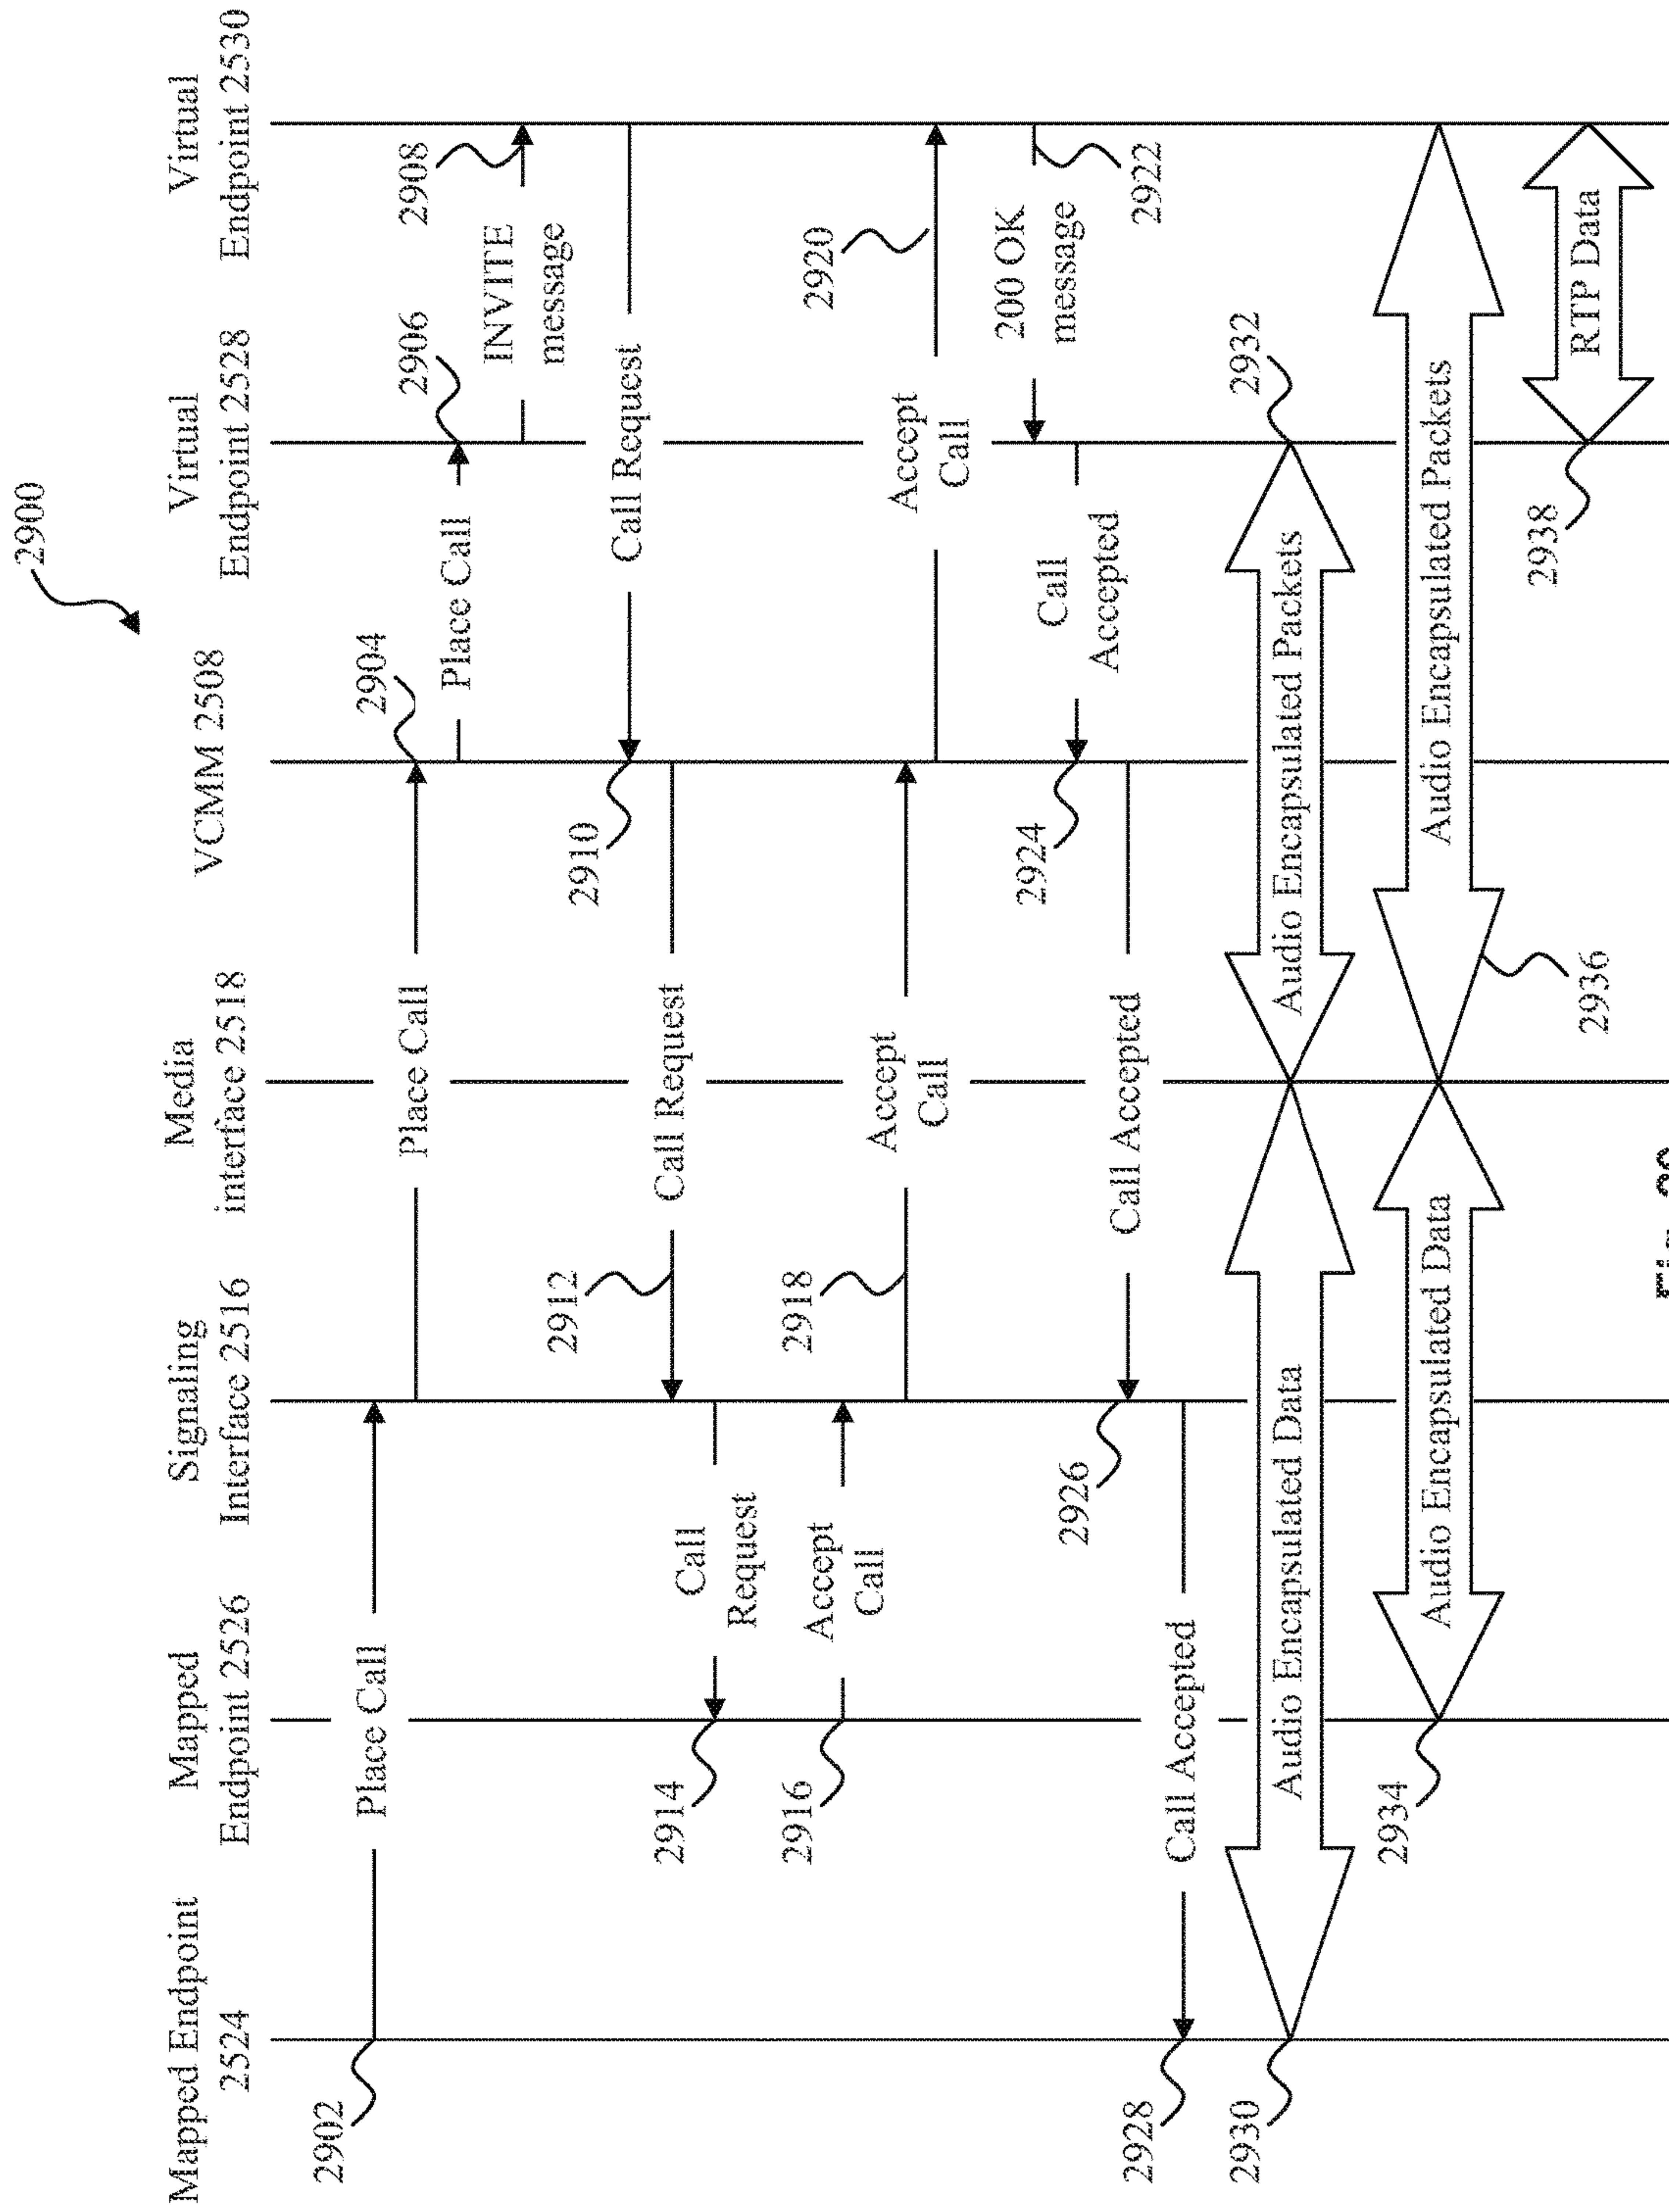 2900
Mapped Endpoint
2524
Mapped
Endpoint 2526
Signaling
Interface 2516
Media
interface 2518
VCMM 2508
Virtual
Endpoint 2528
Virtual
Endpoint 2530
2902
Place Call
Place Call
2904
Place Call
2906
2908
INVITE
message
Call Request
2910
Call Request
2912
Call
Request
2914
2916
Accept
Call
2918
Accept
Call
Accept
Call
2920
200 OK
message
2922
Call
Accepted
2924
Call Accepted
2926
Call Accepted
2928
2930
Audio Encapsulated Data
Audio Encapsulated Packets
2932
2934
Audio Encapsulated Data
Audio Encapsulated Packets
2936
2938
RTP Data